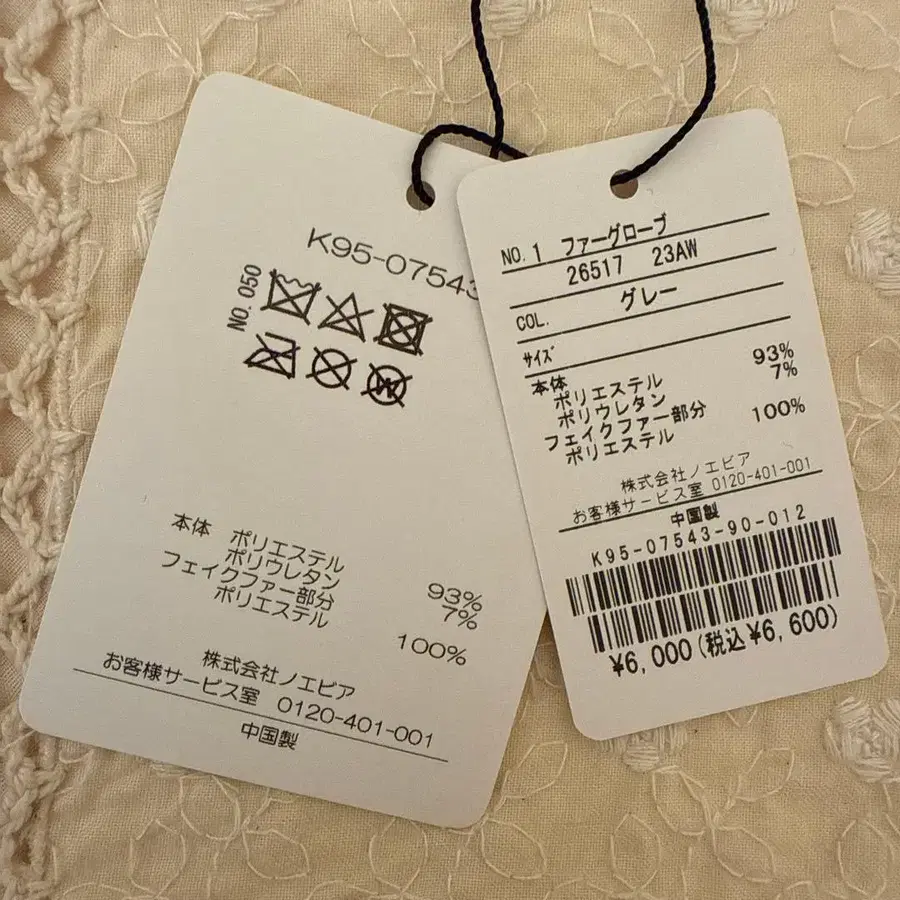 K95-07543
NO. 050
本体 ポリエステル 93%
ポリウレタン 7%
フェイクファー部分
ポリエステル 100%
株式会社ノエビア
お客様サービス室 0120-401-001
中国製
NO. 1 ファーグローブ
26517 23AW
COL. グレー
サイズ
本体
ポリエステル 93%
ポリウレタン 7%
フェイクファー部分
ポリエステル 100%
株式会社ノエビア
お客様サービス室 0120-401-001
中国製
K95-07543-90-012
¥6,000(税込¥6,600)